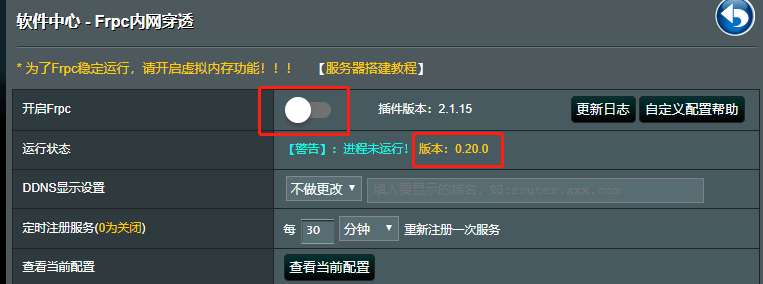 软件中心 - Frpc内网穿透
* 为了Frpc稳定运行，请开启虚拟内存功能！！！ 【服务器搭建教程】
开启Frpc 插件版本：2.1.15 更新日志 自定义配置帮助
运行状态 【警告】：进程未运行！ 版本：0.20.0
DDNS显示设置 不做更改 填入要显示的域名，如:router.xxx.com
定时注册服务(0为关闭) 每 30 分钟 重新注册一次服务
查看当前配置 查看当前配置